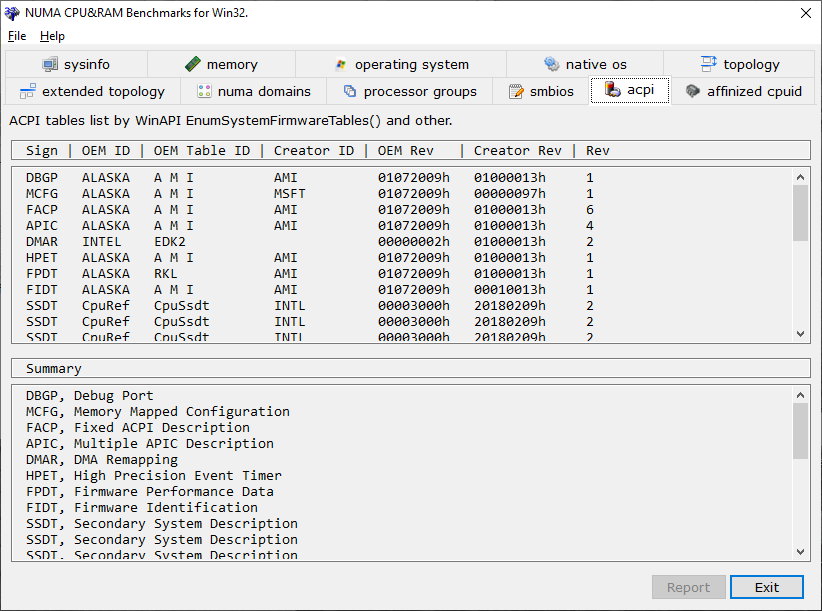 NUMA CPU&RAM Benchmarks for Win32.
File Help
sysinfo memory operating system native os topology
extended topology numa domains processor groups smbios acpi affinized cpuid
ACPI tables list by WinAPI EnumSystemFirmwareTables() and other.
Sign | OEM ID | OEM Table ID | Creator ID | OEM Rev | Creator Rev | Rev
DBGP ALASKA A M I AMI 01072009h 01000013h 1
MCFG ALASKA A M I MSFT 01072009h 00000097h 1
FACP ALASKA A M I AMI 01072009h 01000013h 6
APIC ALASKA A M I AMI 01072009h 01000013h 4
DMAR INTEL EDK2 00000002h 01000013h 2
HPET ALASKA A M I AMI 01072009h 01000013h 1
FPDT ALASKA RKL AMI 01072009h 01000013h 1
FIDT ALASKA A M I AMI 01072009h 00010013h 1
SSDT CpuRef CpuSsdt INTL 00003000h 20180209h 2
SSDT CpuRef CpuSsdt INTL 00003000h 20180209h 2
SSDT CpuRef CpuSsdt INTL 00003000h 20180209h 2
Summary
DBGP, Debug Port
MCFG, Memory Mapped Configuration
FACP, Fixed ACPI Description
APIC, Multiple APIC Description
DMAR, DMA Remapping
HPET, High Precision Event Timer
FPDT, Firmware Performance Data
FIDT, Firmware Identification
SSDT, Secondary System Description
SSDT, Secondary System Description
SSDT, Secondary System Description
Report Exit